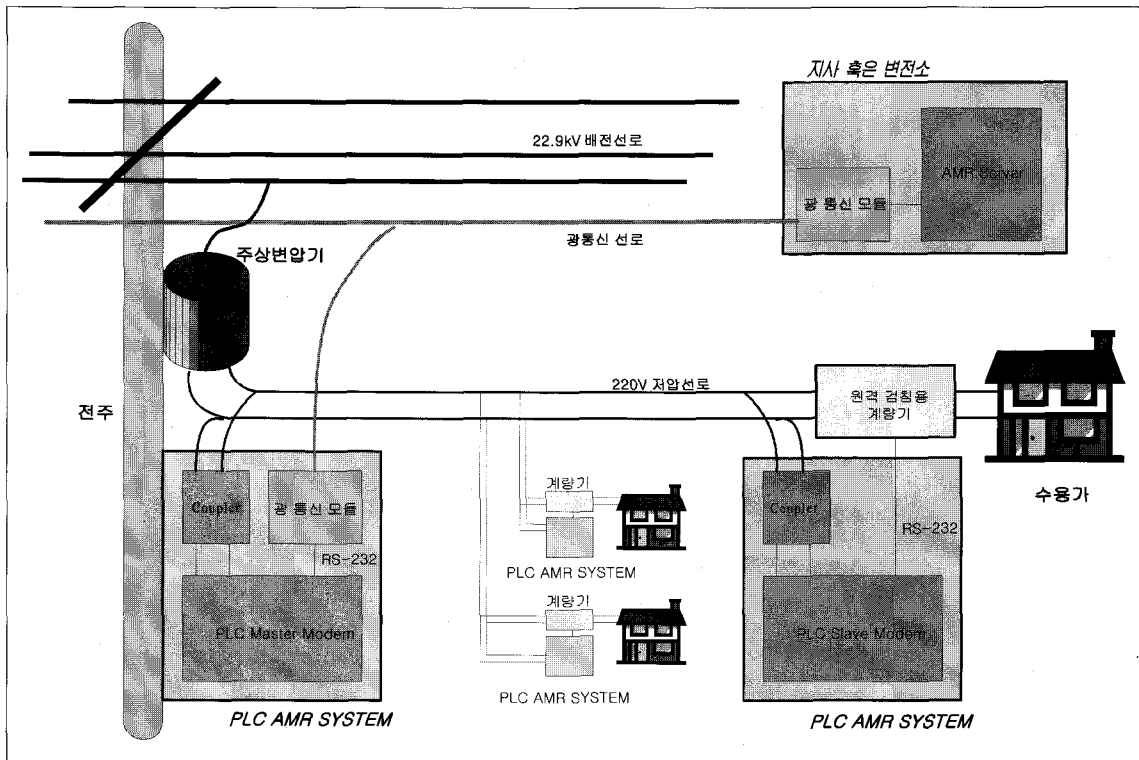 지사 혹은 변전소
22.9kV 배전선로
AMR Server
광 통신 모듈
광통신 선로
주상변압기
220V 저압선로
원격 검침용
계량기
전주
수용가
Coupler
광 통신 모듈
RS-232
PLC Master Modem
PLC AMR SYSTEM
계량기
PLC AMR SYSTEM
계량기
PLC AMR SYSTEM
Coupler
RS-232
PLC Slave Modem
PLC AMR SYSTEM